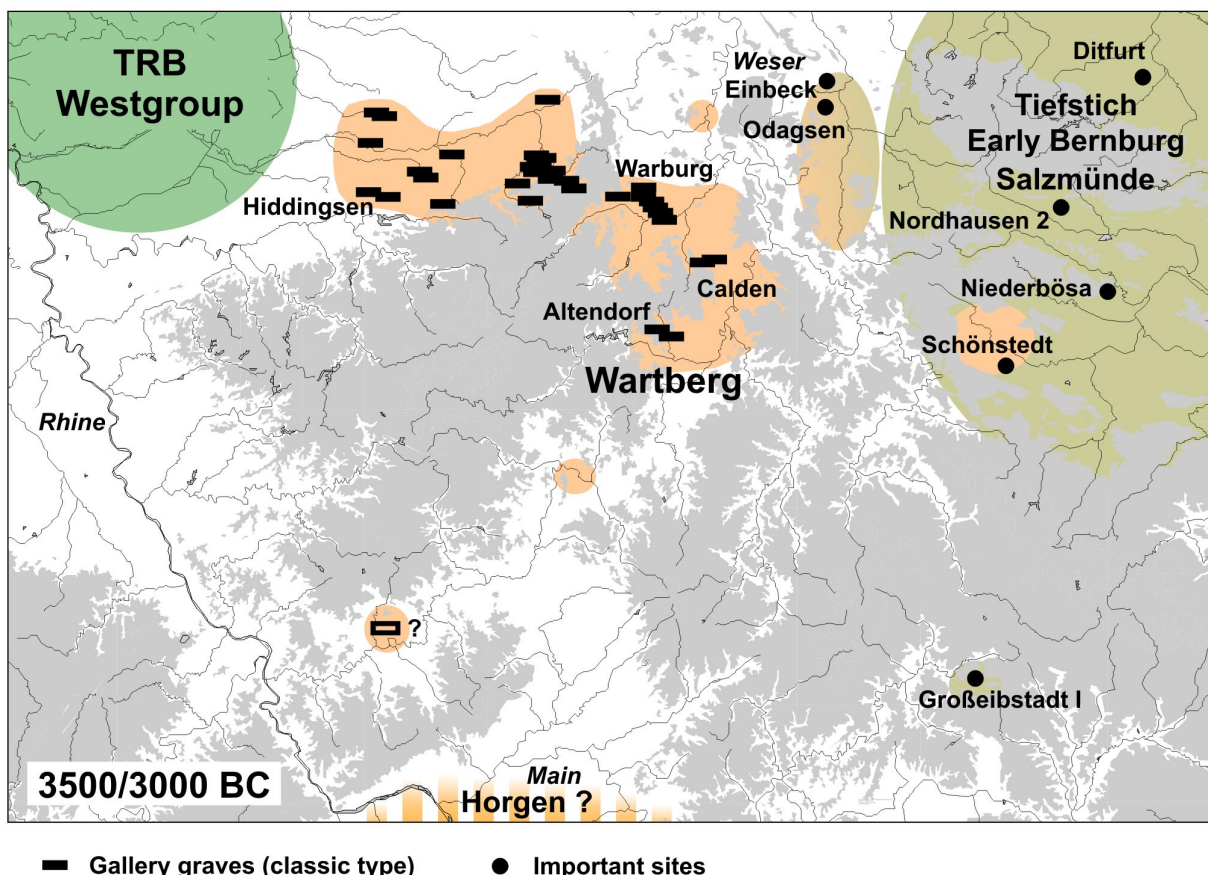 TRB
Westgroup
Weser
Einbeck
Odagsen
Ditfurt
Tiefstich
Early Bernburg
Salzmünde
Nordhausen 2
Warburg
Hiddingsen
Calden
Niederbösa
Altendorf
Schönstedt
Wartberg
Rhine
?
Großeibstadt I
3500/3000 BC
Main
Horgen ?
Gallery graves (classic type)
Important sites